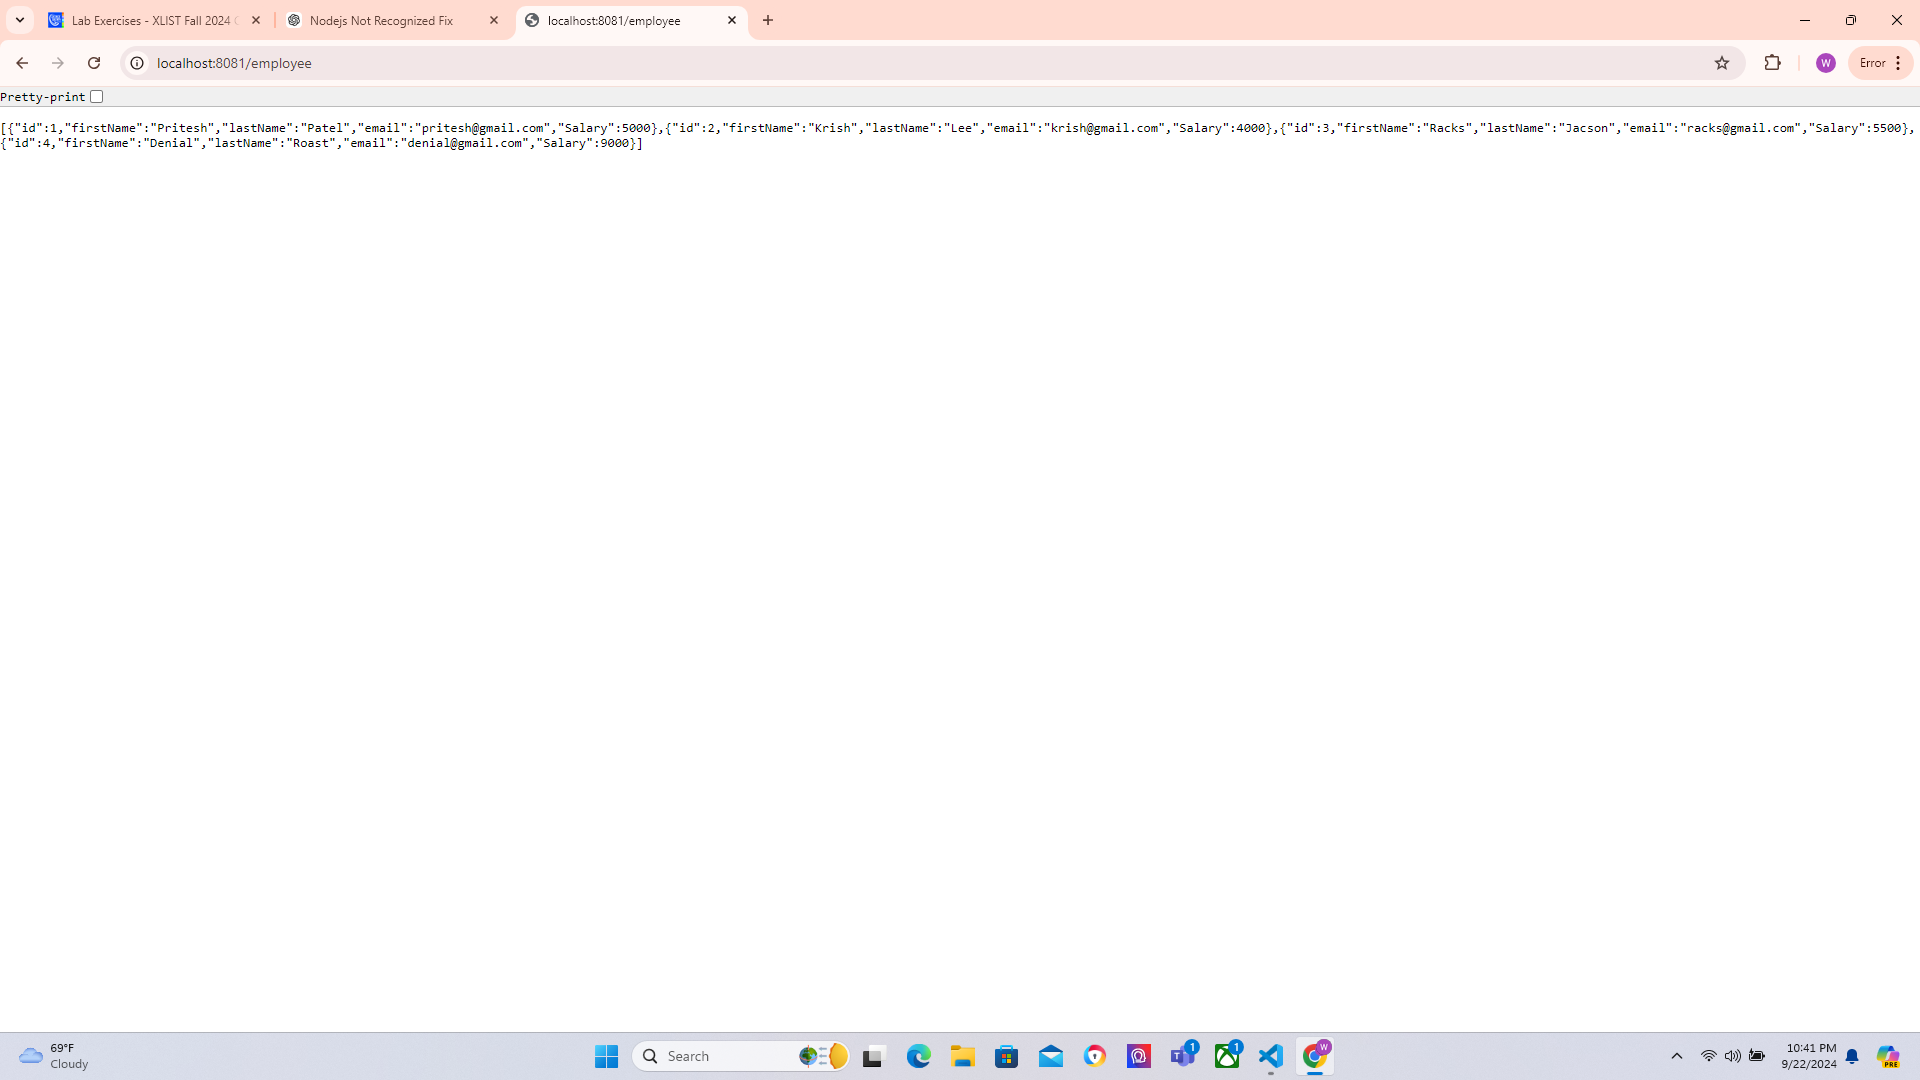 Lab Exercises - XLIST Fall 2024
Nodejs Not Recognized Fix
localhost:8081/employee
localhost:8081/employee
W
Error
Pretty-print
[{"id":1,"firstName":"Pritesh","lastName":"Patel","email":"pritesh@gmail.com","Salary":5000},{"id":2,"firstName":"Krish","lastName":"Lee","email":"krish@gmail.com","Salary":4000},{"id":3,"firstName":"Racks","lastName":"Jacson","email":"racks@gmail.com","Salary":5500},
{"id":4,"firstName":"Denial","lastName":"Roast","email":"denial@gmail.com","Salary":9000}]
69°F
Cloudy
Search
1
1
W
10:41 PM
9/22/2024
PRE